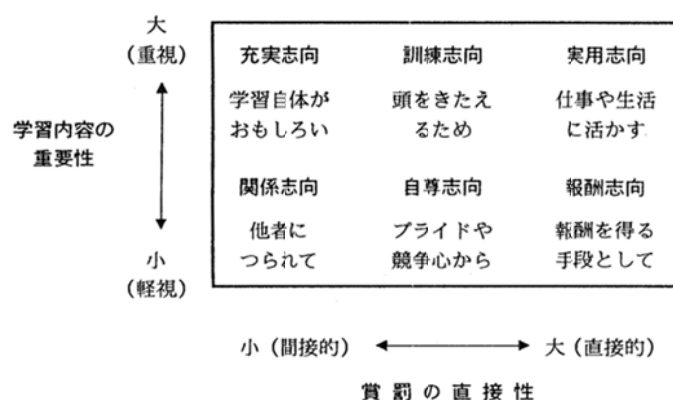 大
(重視)
学習内容の
重要性
小
(軽視)
充実志向 訓練志向 実用志向
学習自体が 頭をきたえ 仕事や生活
おもしろい るため に活かす
関係志向 自尊志向 報酬志向
他者に プライドや 報酬を得る
つられて 競争心から 手段として
小(間接的) 大(直接的)
賞罰の直接性